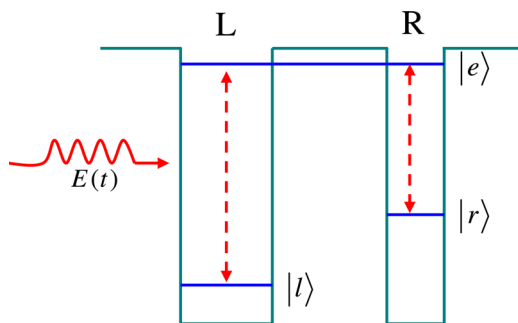 L R
|e⟩
E(t)
|r⟩
|l⟩